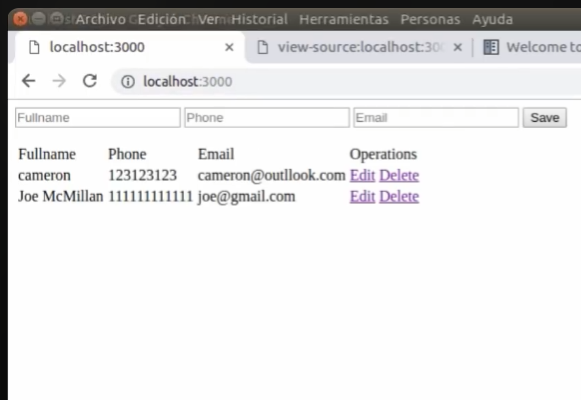 Archivo Edición Ver Historial Herramientas Personas Ayuda
localhost:3000 view-source:localhost:30 Welcome to
localhost:3000
Fullname Phone Email Save
Fullname Phone Email Operations
cameron 123123123 cameron@outllook.com Edit Delete
Joe McMillan 111111111111 joe@gmail.com Edit Delete